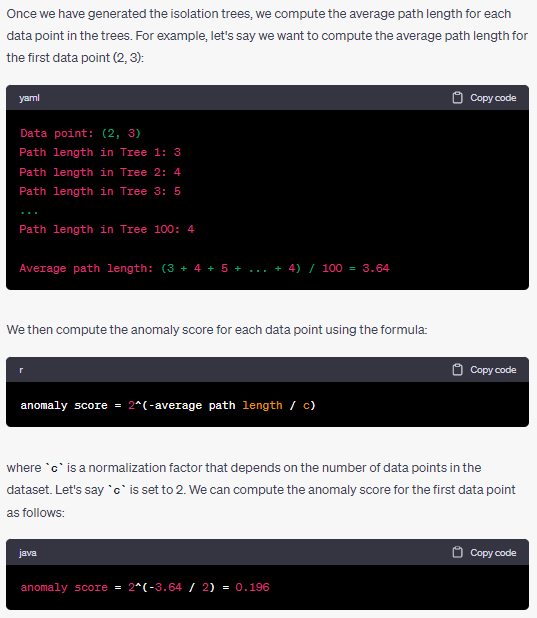 Once we have generated the isolation trees, we compute the average path length for each
data point in the trees. For example, let's say we want to compute the average path length for
the first data point (2, 3):
yaml Copy code
Data point: (2, 3)
Path length in Tree 1: 3
Path length in Tree 2: 4
Path length in Tree 3: 5
...
Path length in Tree 100: 4
Average path length: (3 + 4 + 5 + ... + 4) / 100 = 3.64
We then compute the anomaly score for each data point using the formula:
r Copy code
anomaly score = 2^(-average path length / c)
where `c` is a normalization factor that depends on the number of data points in the
dataset. Let's say `c` is set to 2. We can compute the anomaly score for the first data point
as follows:
java Copy code
anomaly score = 2^(-3.64 / 2) = 0.196